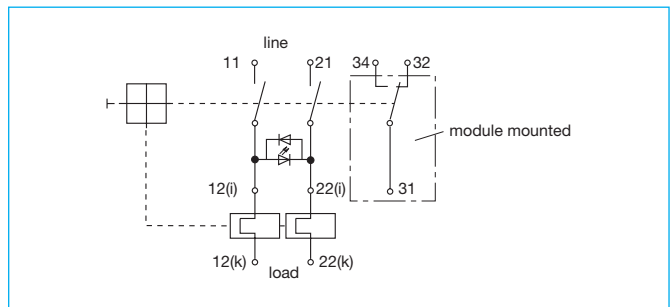 line
11 21 34 32
module mounted
12(i) 22(i) 31
12(k) 22(k)
load